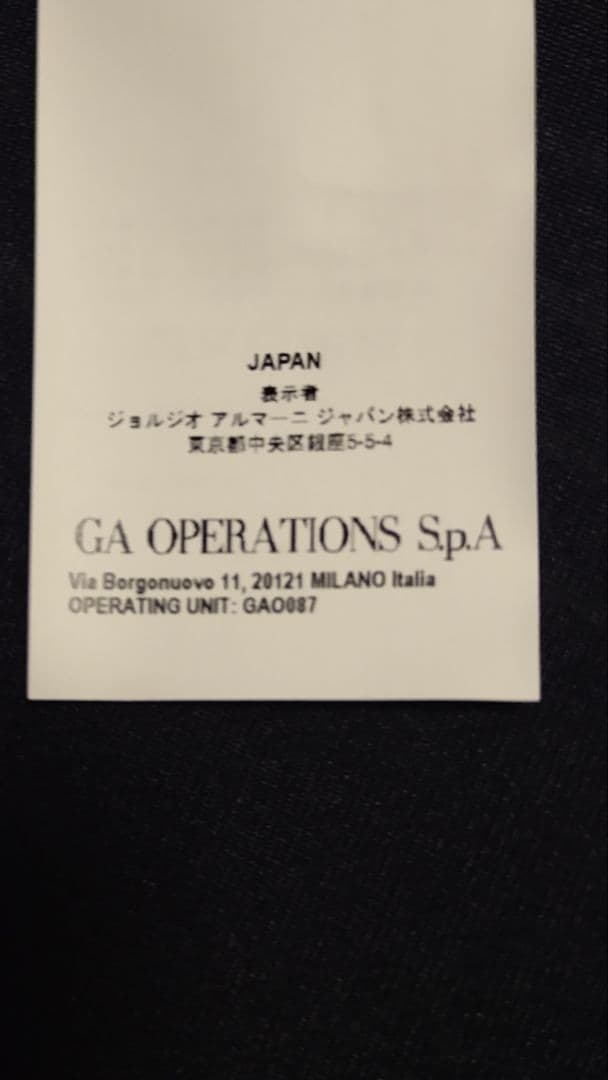 JAPAN
表示者
ジョルジオ アルマーニ ジャパン株式会社
東京都中央区銀座5-5-4
GA OPERATIONS S.p.A
Via Borgonuovo 11, 20121 MILANO Italia
OPERATING UNIT: GAO087